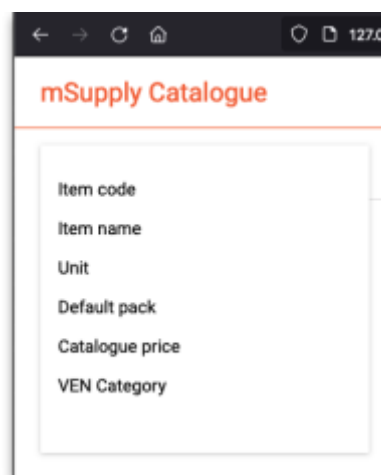 127.0
mSupply Catalogue
Item code
Item name
Unit
Default pack
Catalogue price
VEN Category